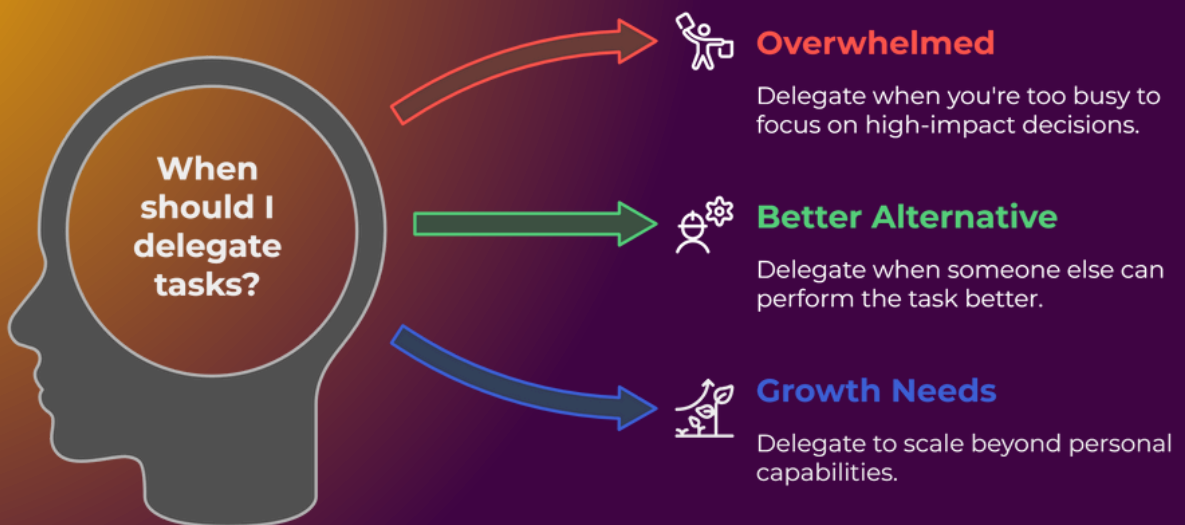 When
should I
delegate
tasks?
Overwhelmed
Delegate when you're too busy to
focus on high-impact decisions.
Better Alternative
Delegate when someone else can
perform the task better.
Growth Needs
Delegate to scale beyond personal
capabilities.